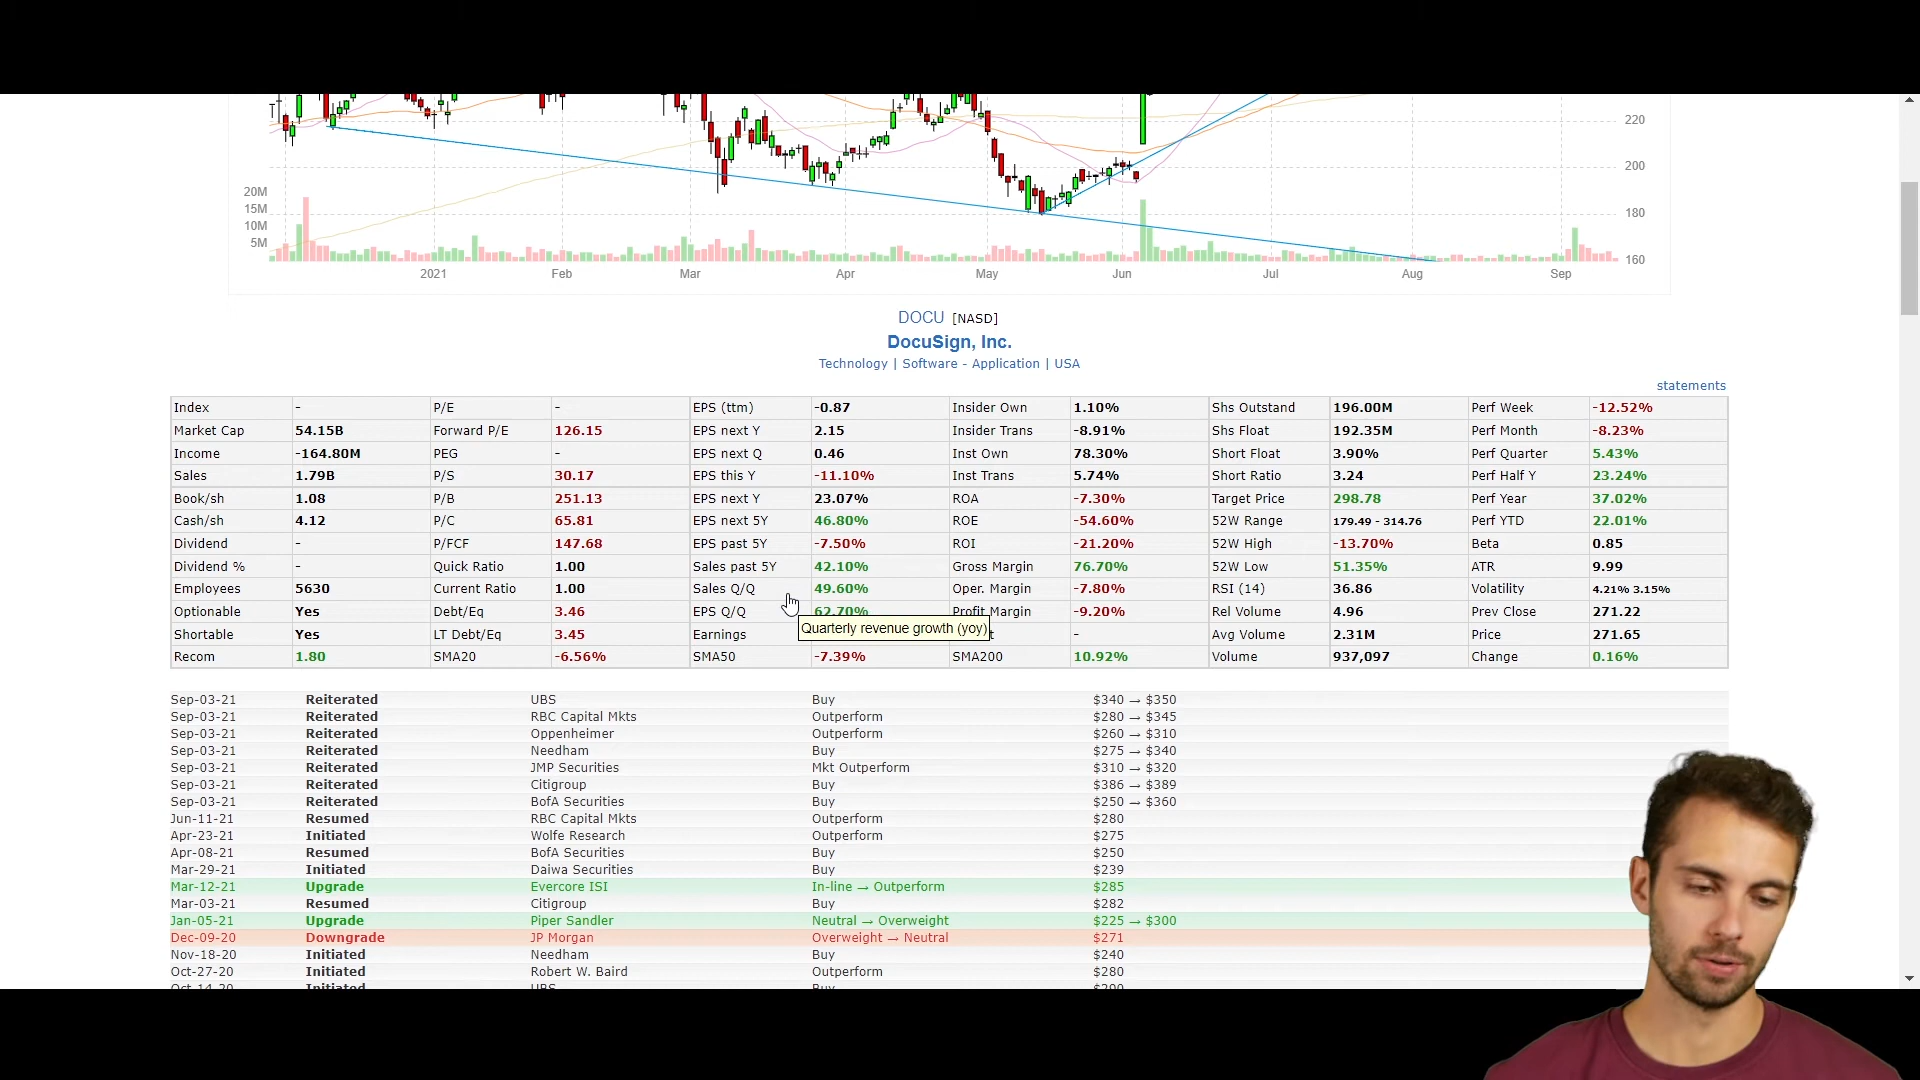 220
200
180
160
20M
15M
10M
5M
2021 Feb Mar Apr May Jun Jul Aug Sep
DOCU [NASD]
DocuSign, Inc.
Technology | Software - Application | USA
statements
Index - P/E - EPS (ttm) -0.87 Insider Own 1.10% Shs Outstand 196.00M Perf Week -12.52%
Market Cap 54.15B Forward P/E 126.15 EPS next Y 2.15 Insider Trans -8.91% Shs Float 192.35M Perf Month -8.23%
Income -164.80M PEG - EPS next Q 0.46 Inst Own 78.30% Short Float 3.90% Perf Quarter 5.43%
Sales 1.79B P/S 30.17 EPS this Y -11.10% Inst Trans 5.74% Short Ratio 3.24 Perf Half Y 23.24%
Book/sh 1.08 P/B 251.13 EPS next Y 23.07% ROA -7.30% Target Price 298.78 Perf Year 37.02%
Cash/sh 4.12 P/C 65.81 EPS next 5Y 46.80% ROE -54.60% 52W Range 179.49 - 314.76 Perf YTD 22.01%
Dividend - P/FCF 147.68 EPS past 5Y -7.50% ROI -21.20% 52W High -13.70% Beta 0.85
Dividend % - Quick Ratio 1.00 Sales past 5Y 42.10% Gross Margin 76.70% 52W Low 51.35% ATR 9.99
Employees 5630 Current Ratio 1.00 Sales Q/Q 49.60% Oper. Margin -7.80% RSI (14) 36.86 Volatility 4.21% 3.15%
Optionable Yes Debt/Eq 3.46 EPS Q/Q 62.70% Profit Margin -9.20% Rel Volume 4.96 Prev Close 271.22
Quarterly revenue growth (yoy)
Shortable Yes LT Debt/Eq 3.45 Earnings - Avg Volume 2.31M Price 271.65
Recom 1.80 SMA20 -6.56% SMA50 -7.39% SMA200 10.92% Volume 937,097 Change 0.16%
Sep-03-21 Reiterated UBS Buy $340 → $350
Sep-03-21 Reiterated RBC Capital Mkts Outperform $280 → $345
Sep-03-21 Reiterated Oppenheimer Outperform $260 → $310
Sep-03-21 Reiterated Needham Buy $275 → $340
Sep-03-21 Reiterated JMP Securities Mkt Outperform $310 → $320
Sep-03-21 Reiterated Citigroup Buy $386 → $389
Sep-03-21 Reiterated BofA Securities Buy $250 → $360
Jun-11-21 Resumed RBC Capital Mkts Outperform $280
Apr-23-21 Initiated Wolfe Research Outperform $275
Apr-08-21 Resumed BofA Securities Buy $250
Mar-29-21 Initiated Daiwa Securities Buy $239
Mar-12-21 Upgrade Evercore ISI In-line → Outperform $285
Mar-03-21 Resumed Citigroup Buy $282
Jan-05-21 Upgrade Piper Sandler Neutral → Overweight $225 → $300
Dec-09-20 Downgrade JP Morgan Overweight → Neutral $271
Nov-18-20 Initiated Needham Buy $240
Oct-27-20 Initiated Robert W. Baird Outperform $280
Oct-14-20 Initiated UBS Buy $290